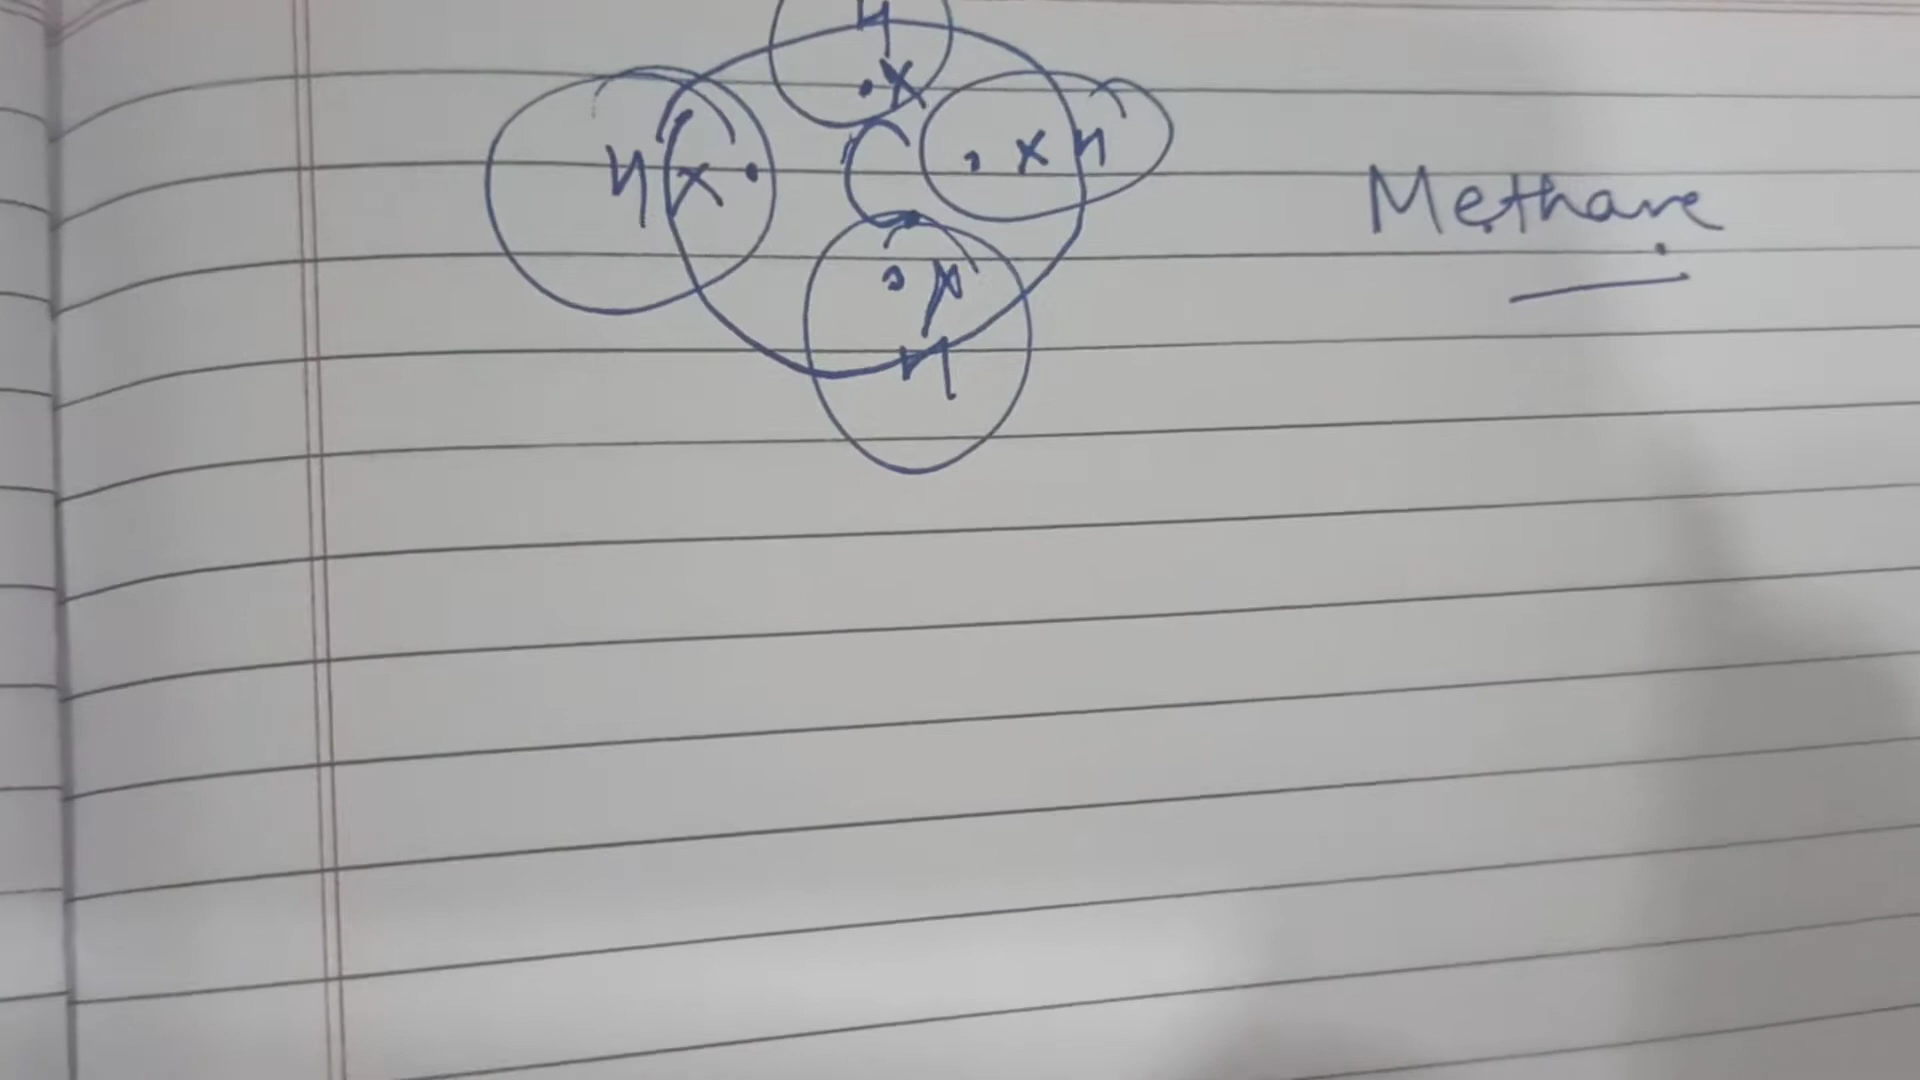 H
• x
H x • C • x H
Methane
• x
H